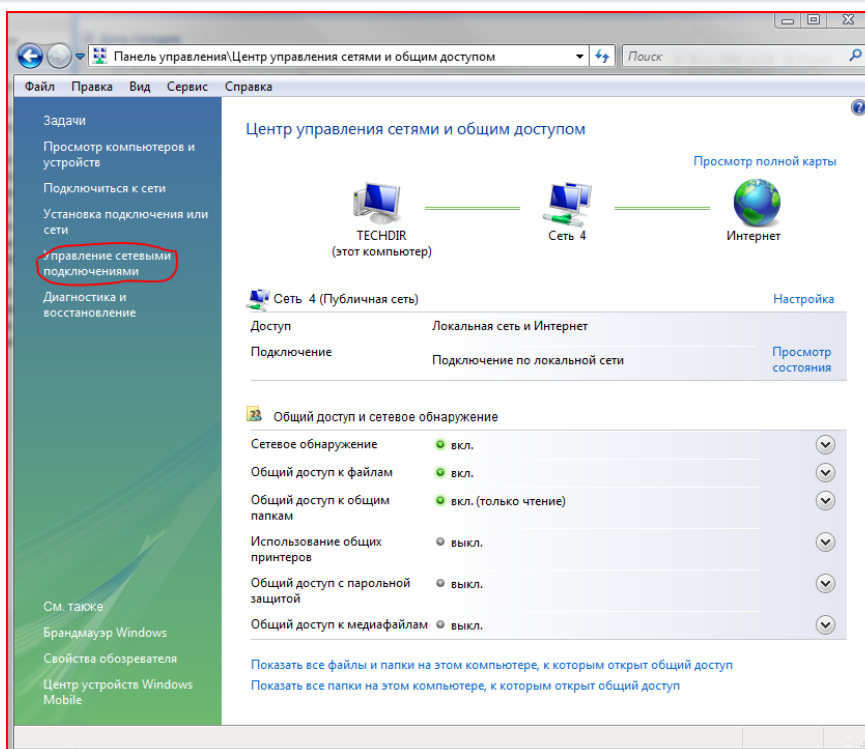 Панель управления\Центр управления сетями и общим доступом
Поиск
Файл Правка Вид Сервис Справка
Задачи
Просмотр компьютеров и
устройств
Подключиться к сети
Установка подключения или
сети
Управление сетевыми
подключениями
Диагностика и
восстановление
См. также
Брандмауэр Windows
Свойства обозревателя
Центр устройств Windows
Mobile
Центр управления сетями и общим доступом
Просмотр полной карты
TECHDIR
(этот компьютер)
Сеть 4
Интернет
Сеть 4 (Публичная сеть)
Настройка
Доступ
Локальная сеть и Интернет
Подключение
Подключение по локальной сети
Просмотр
состояния
Общий доступ и сетевое обнаружение
Сетевое обнаружение
вкл.
Общий доступ к файлам
вкл.
Общий доступ к общим
папкам
вкл. (только чтение)
Использование общих
принтеров
выкл.
Общий доступ с парольной
защитой
выкл.
Общий доступ к медиафайлам
выкл.
Показать все файлы и папки на этом компьютере, к которым открыт общий доступ
Показать все папки на этом компьютере, к которым открыт общий доступ